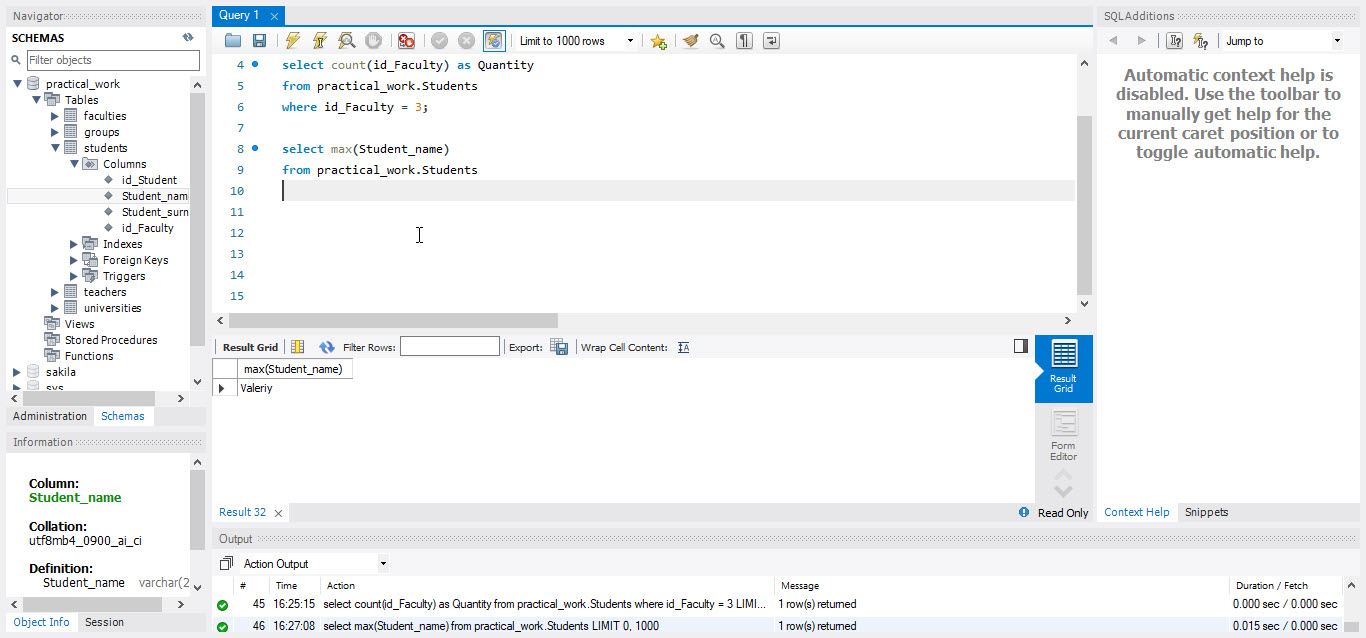 Navigator
SCHEMAS
Filter objects
practical_work
Tables
faculties
groups
students
Columns
id_Student
Student_nam
Student_surn
id_Faculty
Indexes
Foreign Keys
Triggers
teachers
universities
Views
Stored Procedures
Functions
sakila
sys
Administration Schemas
Information
Column:
Student_name
Collation:
utf8mb4_0900_ai_ci
Definition:
Student_name varchar(2
Object Info Session
Query 1
Limit to 1000 rows
4 select count(id_Faculty) as Quantity
5 from practical_work.Students
6 where id_Faculty = 3;
7
8 select max(Student_name)
9 from practical_work.Students
10
11
12
13
14
15
Result Grid Filter Rows: Export: Wrap Cell Content:
max(Student_name)
Valeriy
Result
Grid
Form
Editor
Result 32 Read Only
Output
Action Output
# Time Action Message Duration / Fetch
45 16:25:15 select count(id_Faculty) as Quantity from practical_work.Students where id_Faculty = 3 LIMI... 1 row(s) returned 0.000 sec / 0.000 sec
46 16:27:08 select max(Student_name) from practical_work.Students LIMIT 0, 1000 1 row(s) returned 0.015 sec / 0.000 sec
SQLAdditions
Jump to
Automatic context help is
disabled. Use the toolbar to
manually get help for the
current caret position or to
toggle automatic help.
Context Help Snippets